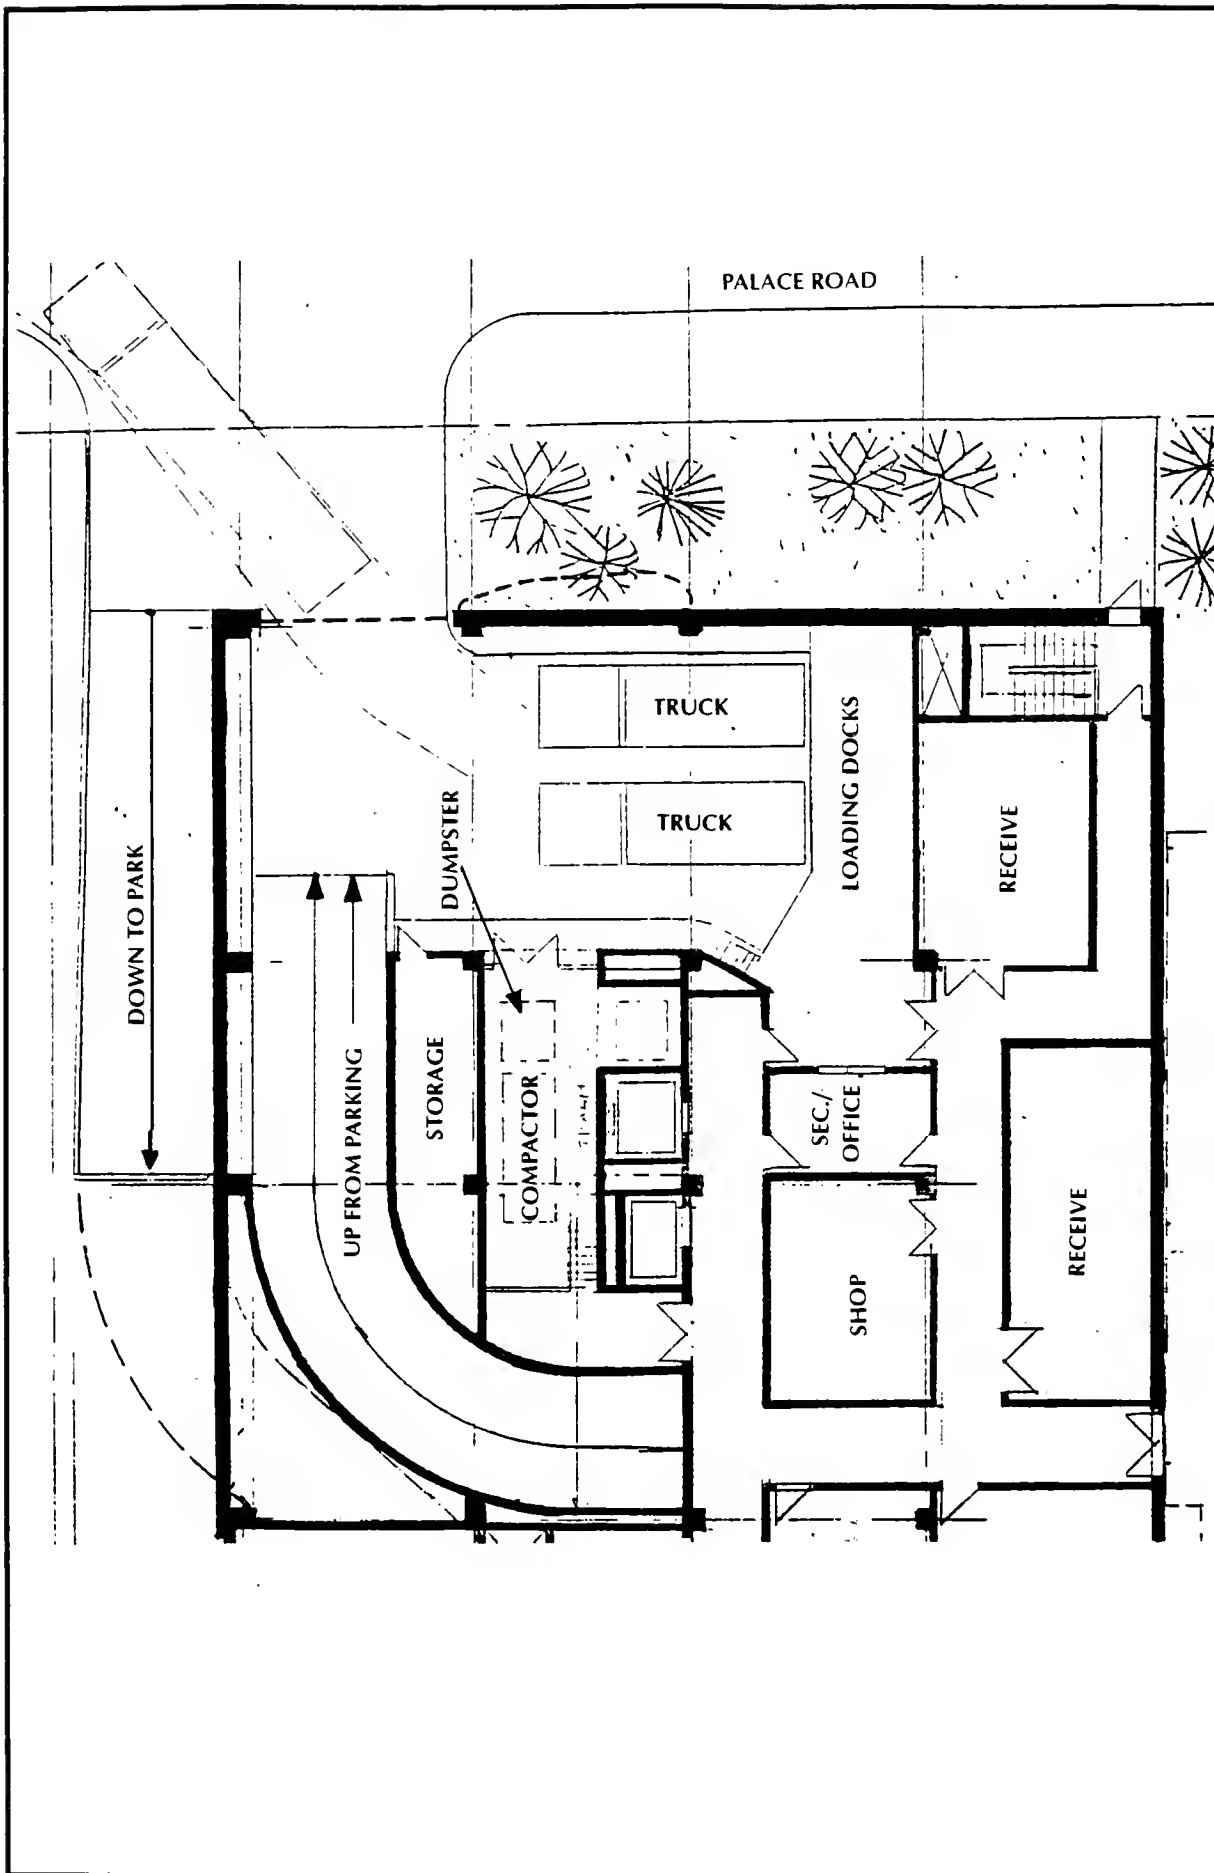 PALACE ROAD
TRUCK
TRUCK
LOADING DOCKS
DUMPSTER
RECEIVE
DOWN TO PARK
UP FROM PARKING
STORAGE
COMPACTOR
SEC./
OFFICE
SHOP
RECEIVE